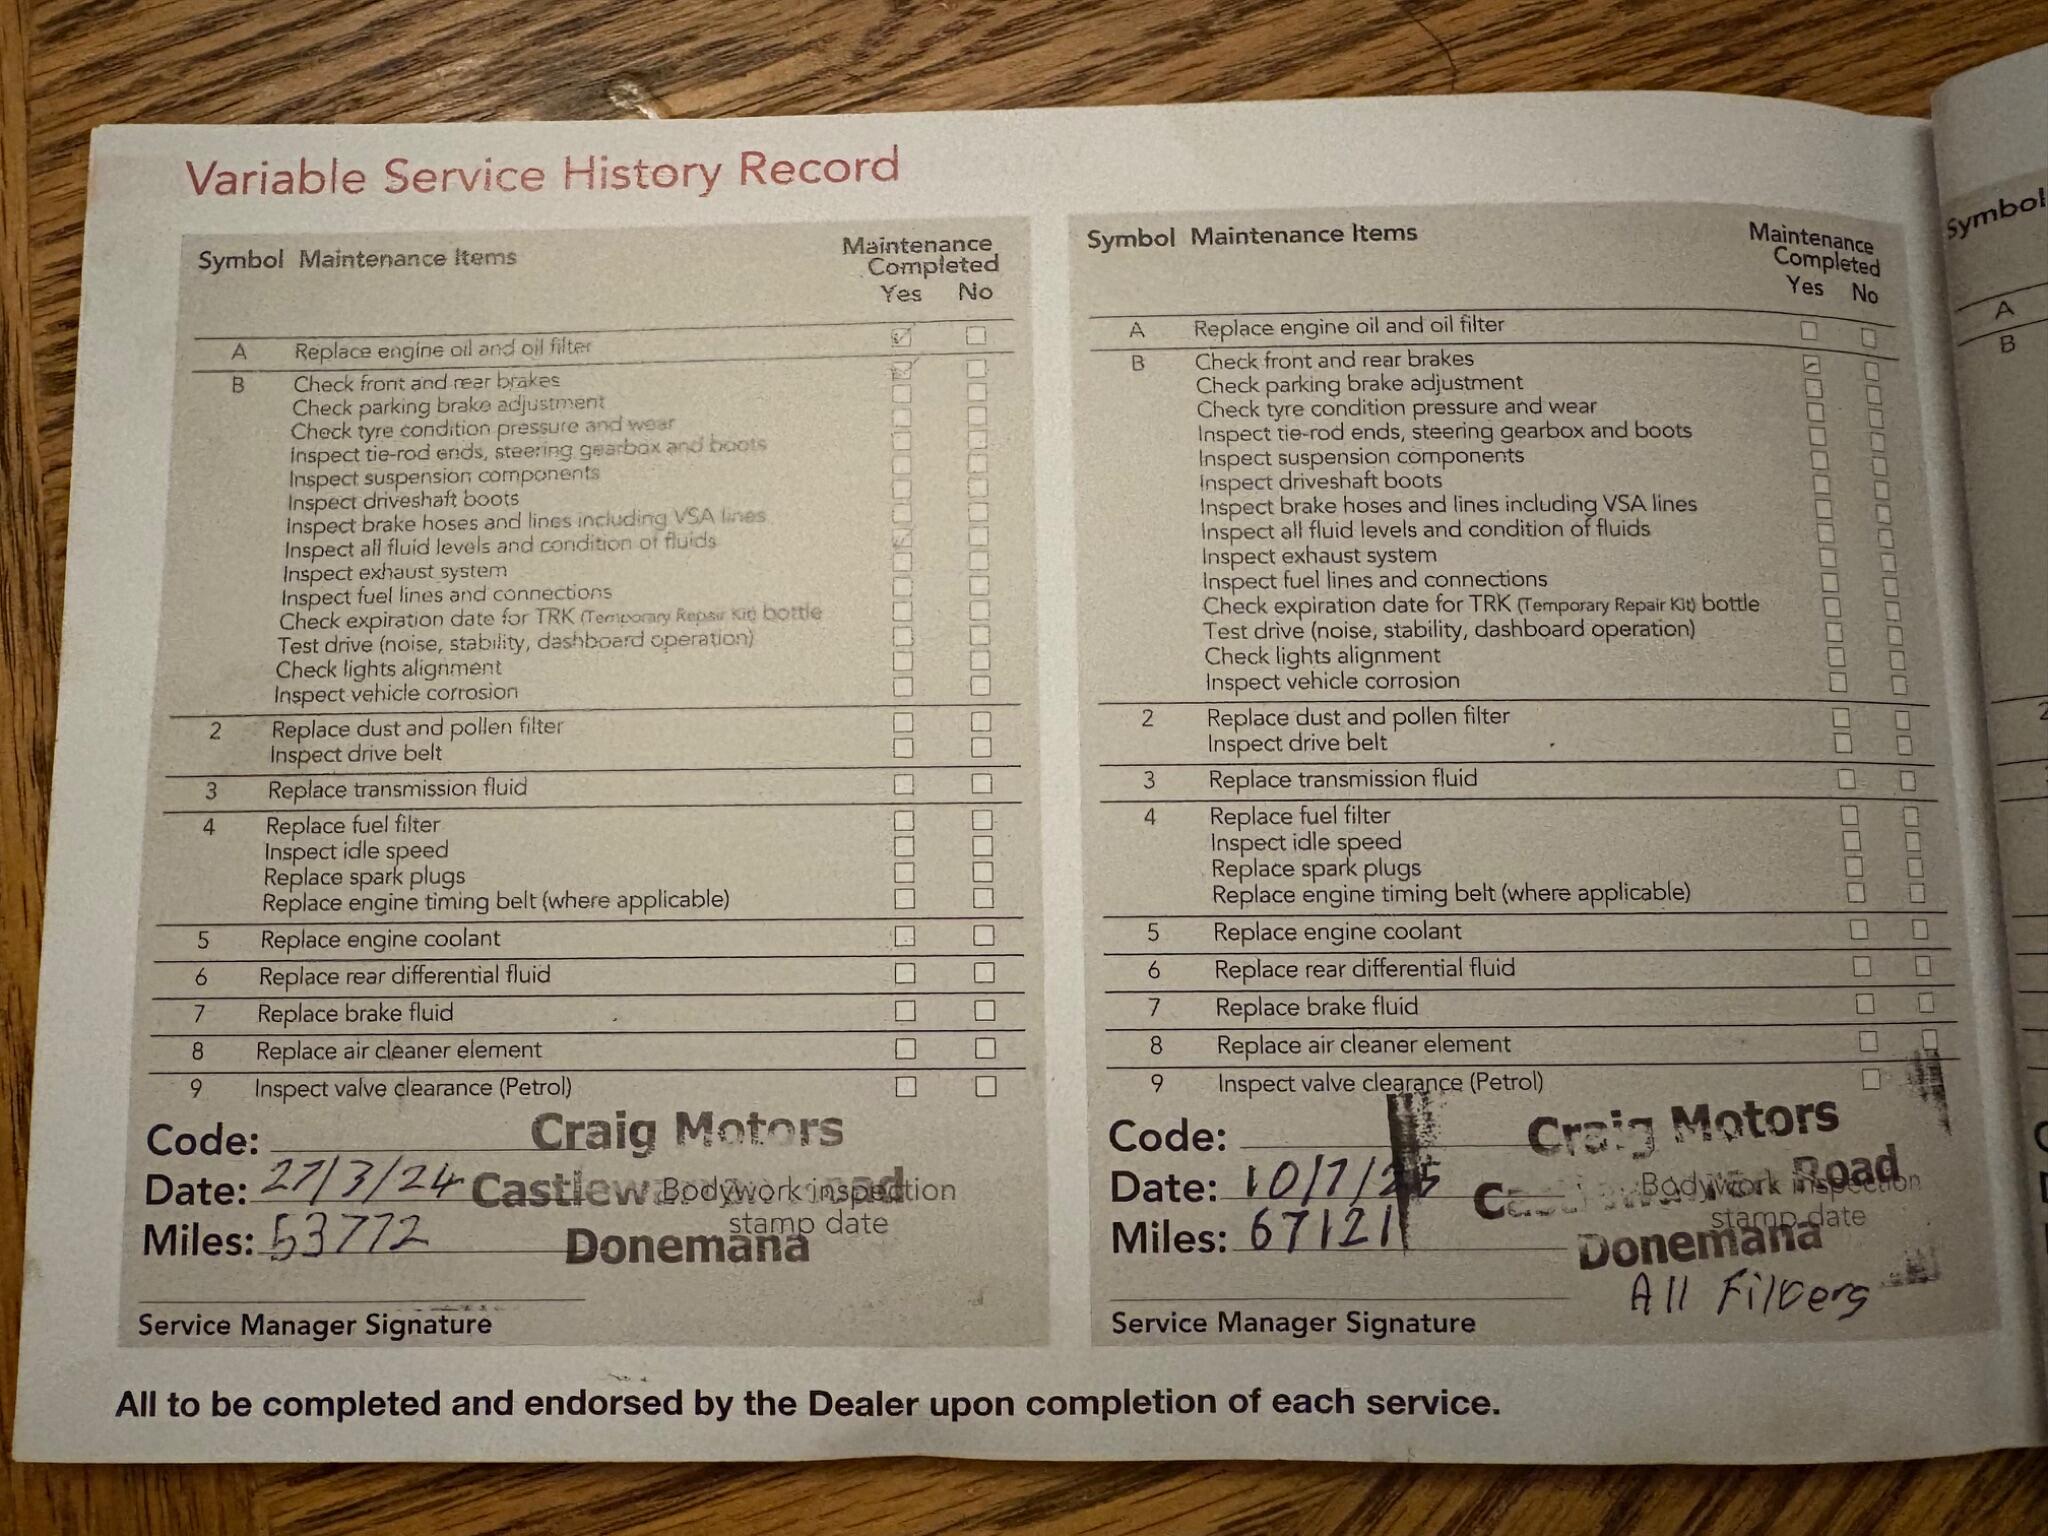 Variable Service History Record
Symbol Maintenance Items
Maintenance
Completed
Yes No
A Replace engine oil and oil filter
B Check front and rear brakes
Check parking brake adjustment
Check tyre condition pressure and wear
Inspect tie-rod ends, steering gearbox and boots
Inspect suspension components
Inspect driveshaft boots
Inspect brake hoses and lines including VSA lines
Inspect all fluid levels and condition of fluids
Inspect exhaust system
Inspect fuel lines and connections
Check expiration date for TRK (Temporary Repair Kit) bottle
Test drive (noise, stability, dashboard operation)
Check lights alignment
Inspect vehicle corrosion
2 Replace dust and pollen filter
Inspect drive belt
3 Replace transmission fluid
4 Replace fuel filter
Inspect idle speed
Replace spark plugs
Replace engine timing belt (where applicable)
5 Replace engine coolant
6 Replace rear differential fluid
7 Replace brake fluid
8 Replace air cleaner element
9 Inspect valve clearance (Petrol)
Code:
Craig Motors
Date: 27/3/24
Bodywork inspection
stamp date
Miles: 53772
Donemana
Service Manager Signature
Symbol Maintenance Items
Maintenance
Completed
Yes No
A Replace engine oil and oil filter
B Check front and rear brakes
Check parking brake adjustment
Check tyre condition pressure and wear
Inspect tie-rod ends, steering gearbox and boots
Inspect suspension components
Inspect driveshaft boots
Inspect brake hoses and lines including VSA lines
Inspect all fluid levels and condition of fluids
Inspect exhaust system
Inspect fuel lines and connections
Check expiration date for TRK (Temporary Repair Kit) bottle
Test drive (noise, stability, dashboard operation)
Check lights alignment
Inspect vehicle corrosion
2 Replace dust and pollen filter
Inspect drive belt
3 Replace transmission fluid
4 Replace fuel filter
Inspect idle speed
Replace spark plugs
Replace engine timing belt (where applicable)
5 Replace engine coolant
6 Replace rear differential fluid
7 Replace brake fluid
8 Replace air cleaner element
9 Inspect valve clearance (Petrol)
Code:
Craig Motors
Date: 10/7/25
Road
Bodywork inspection
stamp date
Miles: 67121
Donemana
All Filters
Service Manager Signature
All to be completed and endorsed by the Dealer upon completion of each service.
Symbol
A
B